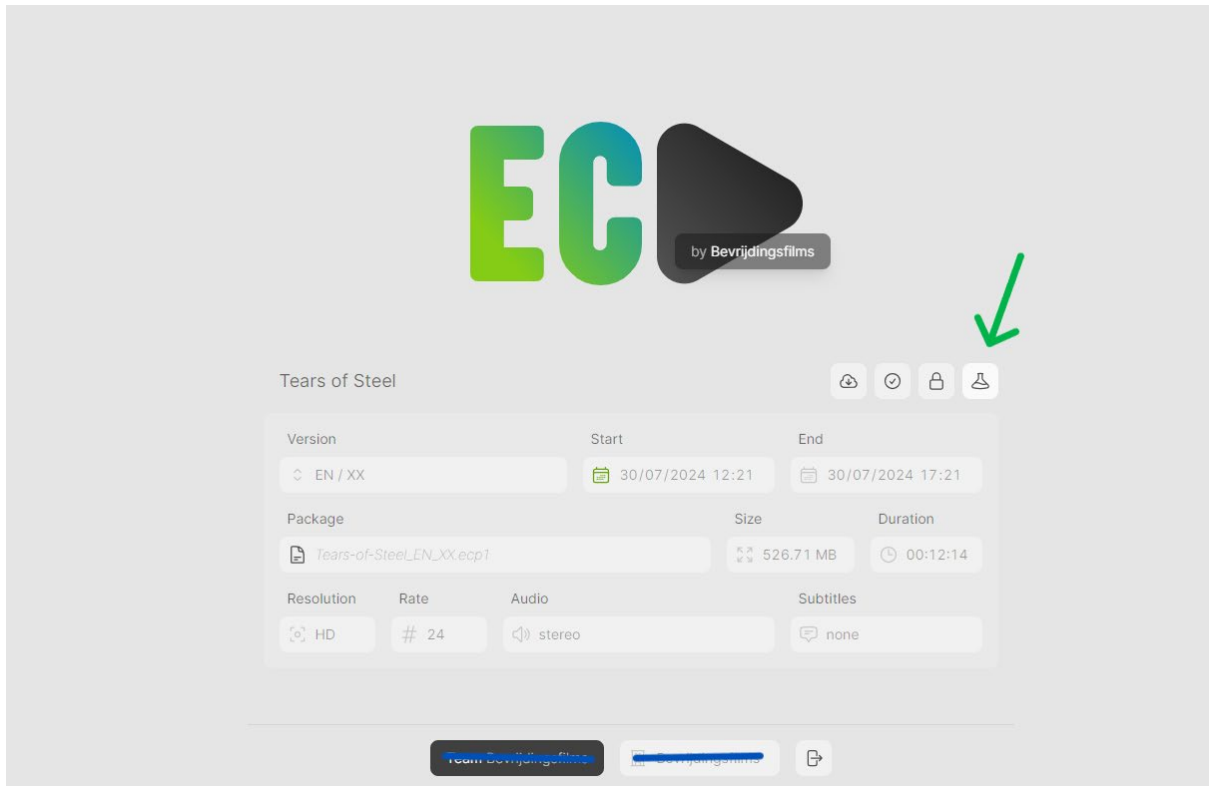 EC
by Bevrijdingsfilms
Tears of Steel
Version Start End
EN / XX 30/07/2024 12:21 30/07/2024 17:21
Package Size Duration
Tears-of-Steel_EN_XX.ecp1 526.71 MB 00:12:14
Resolution Rate Audio Subtitles
HD # 24 stereo none